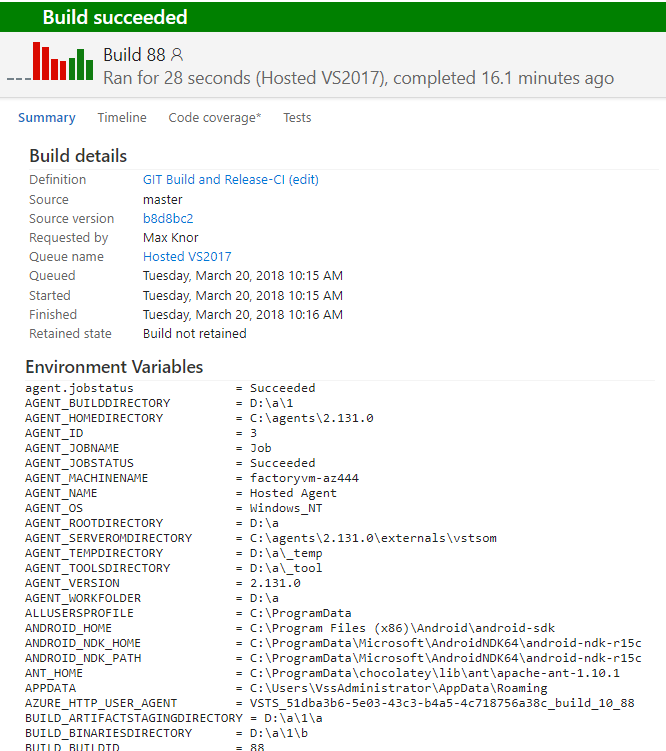 Build succeeded
Build 88
Ran for 28 seconds (Hosted VS2017), completed 16.1 minutes ago
Summary Timeline Code coverage* Tests
Build details
Definition GIT Build and Release-CI (edit)
Source master
Source version b8d8bc2
Requested by Max Knor
Queue name Hosted VS2017
Queued Tuesday, March 20, 2018 10:15 AM
Started Tuesday, March 20, 2018 10:15 AM
Finished Tuesday, March 20, 2018 10:16 AM
Retained state Build not retained
Environment Variables
agent.jobstatus = Succeeded
AGENT_BUILDDIRECTORY = D:\a\1
AGENT_HOMEDIRECTORY = C:\agents\2.131.0
AGENT_ID = 3
AGENT_JOBNAME = Job
AGENT_JOBSTATUS = Succeeded
AGENT_MACHINENAME = factoryvm-az444
AGENT_NAME = Hosted Agent
AGENT_OS = Windows_NT
AGENT_ROOTDIRECTORY = D:\a
AGENT_SERVEROMDIRECTORY = C:\agents\2.131.0\externals\vstsom
AGENT_TEMPDIRECTORY = D:\a\_temp
AGENT_TOOLSDIRECTORY = D:\a\_tool
AGENT_VERSION = 2.131.0
AGENT_WORKFOLDER = D:\a
ALLUSERSPROFILE = C:\ProgramData
ANDROID_HOME = C:\Program Files (x86)\Android\android-sdk
ANDROID_NDK_HOME = C:\ProgramData\Microsoft\AndroidNDK64\android-ndk-r15c
ANDROID_NDK_PATH = C:\ProgramData\Microsoft\AndroidNDK64\android-ndk-r15c
ANT_HOME = C:\ProgramData\chocolatey\lib\ant\apache-ant-1.10.1
APPDATA = C:\Users\VssAdministrator\AppData\Roaming
AZURE_HTTP_USER_AGENT = VSTS_51dba3b6-5e03-43c3-b4a5-4c718756a38c_build_10_88
BUILD_ARTIFACTSTAGINGDIRECTORY = D:\a\1\a
BUILD_BINARIESDIRECTORY = D:\a\1\b
BUILD_BUILDID = 88